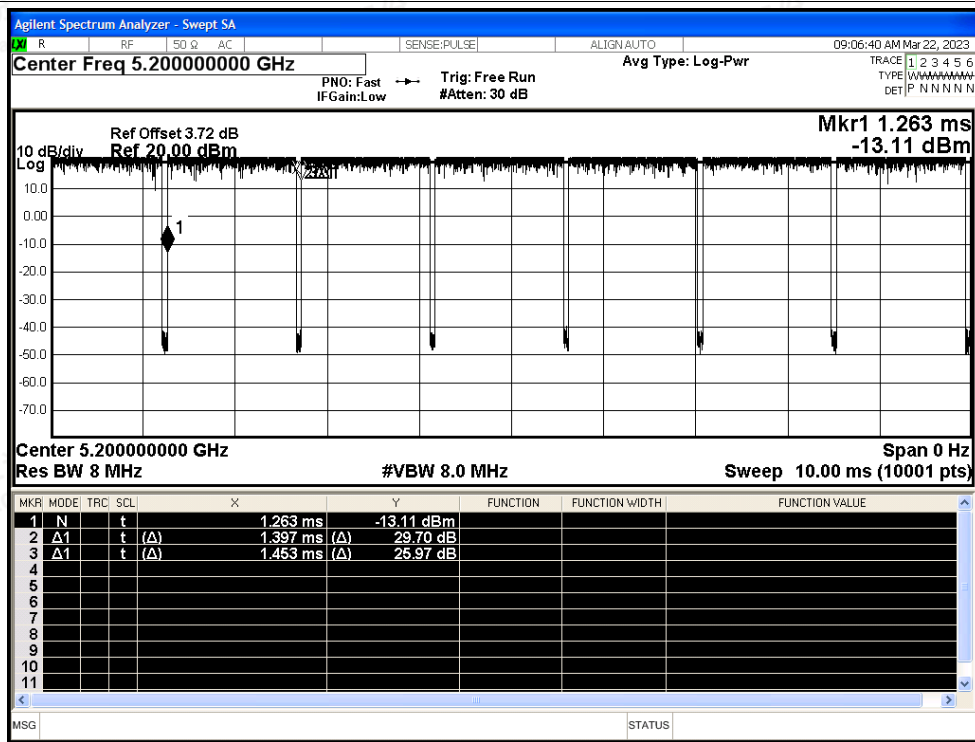 Agilent Spectrum Analyzer - Swept SA
LXI R RF 50 Ω AC SENSE:PULSE ALIGN AUTO 09:06:40 AM Mar 22, 2023
Center Freq 5.200000000 GHz Avg Type: Log-Pwr TRACE 1 2 3 4 5 6
PNO: Fast Trig: Free Run TYPE WWWWWW
IFGain:Low #Atten: 30 dB DET P N N N N N
Mkr1 1.263 ms
Ref Offset 3.72 dB
10 dB/div Ref 20.00 dBm -13.11 dBm
Log
10.0
0.00
1
-10.0
-20.0
-30.0
-40.0
-50.0
-60.0
-70.0
Center 5.200000000 GHz Span 0 Hz
Res BW 8 MHz #VBW 8.0 MHz Sweep 10.00 ms (10001 pts)
MKR MODE TRC SCL X Y FUNCTION FUNCTION WIDTH FUNCTION VALUE
1 N t 1.263 ms -13.11 dBm
2 Δ1 t (Δ) 1.397 ms (Δ) 29.70 dB
3 Δ1 t (Δ) 1.453 ms (Δ) 25.97 dB
4
5
6
7
8
9
10
11
MSG STATUS